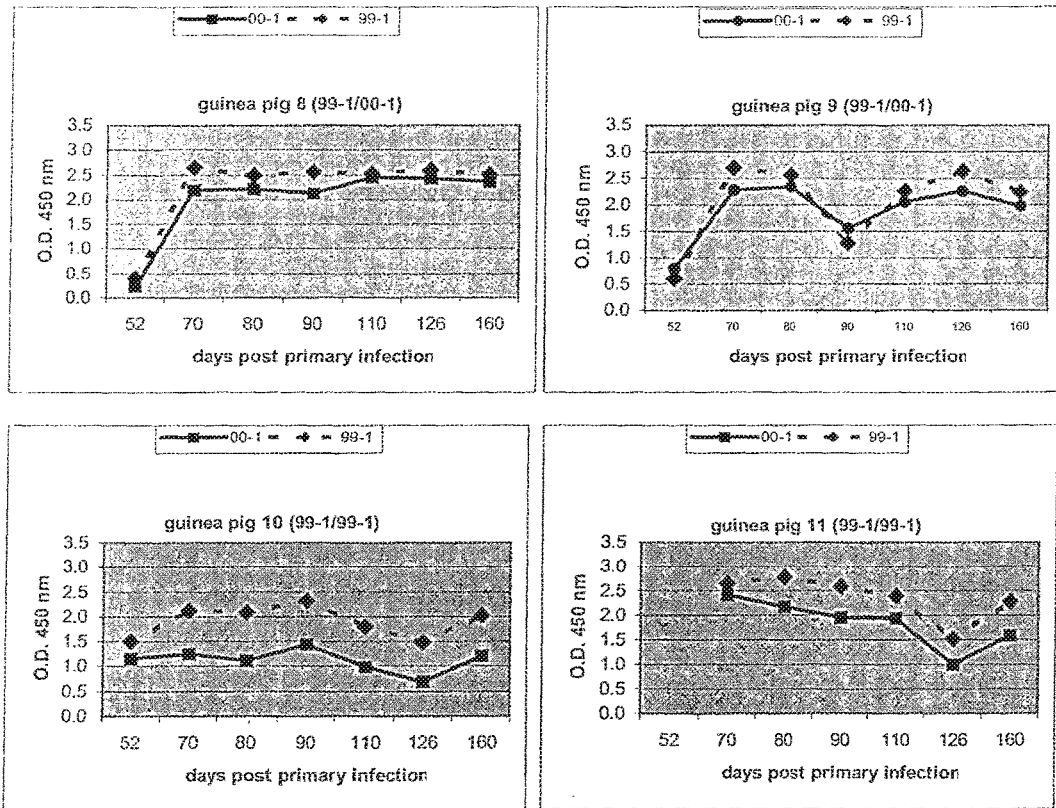 00-1 99-1
guinea pig 8 (99-1/00-1)
3.5
3.0
2.5
2.0
1.5
1.0
0.5
0.0
O.D. 450 nm
52 70 80 90 110 126 160
days post primary infection
00-1 99-1
guinea pig 9 (99-1/00-1)
3.5
3.0
2.5
2.0
1.5
1.0
0.5
0.0
O.D. 450 nm
52 70 80 90 110 126 160
days post primary infection
00-1 99-1
guinea pig 10 (99-1/99-1)
3.5
3.0
2.5
2.0
1.5
1.0
0.5
0.0
O.D. 450 nm
52 70 80 90 110 126 160
days post primary infection
00-1 99-1
guinea pig 11 (99-1/99-1)
3.5
3.0
2.5
2.0
1.5
1.0
0.5
0.0
O.D. 450 nm
52 70 80 90 110 126 160
days post primary infection